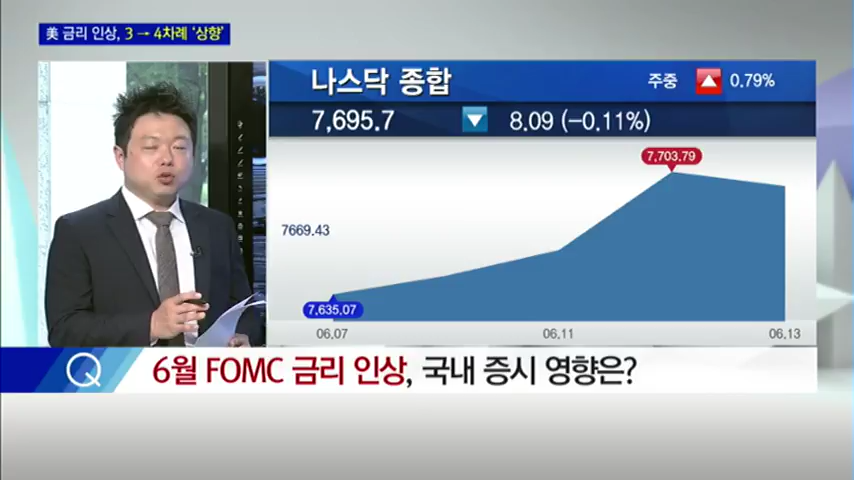 美 금리 인상, 3 → 4차례 '상향'
나스닥 종합 주중 ▲ 0.79%
7,695.7 ▼ 8.09 (-0.11%)
7,703.79
7669.43
7,635.07
06.07 06.11 06.13
Q 6월 FOMC 금리 인상, 국내 증시 영향은?